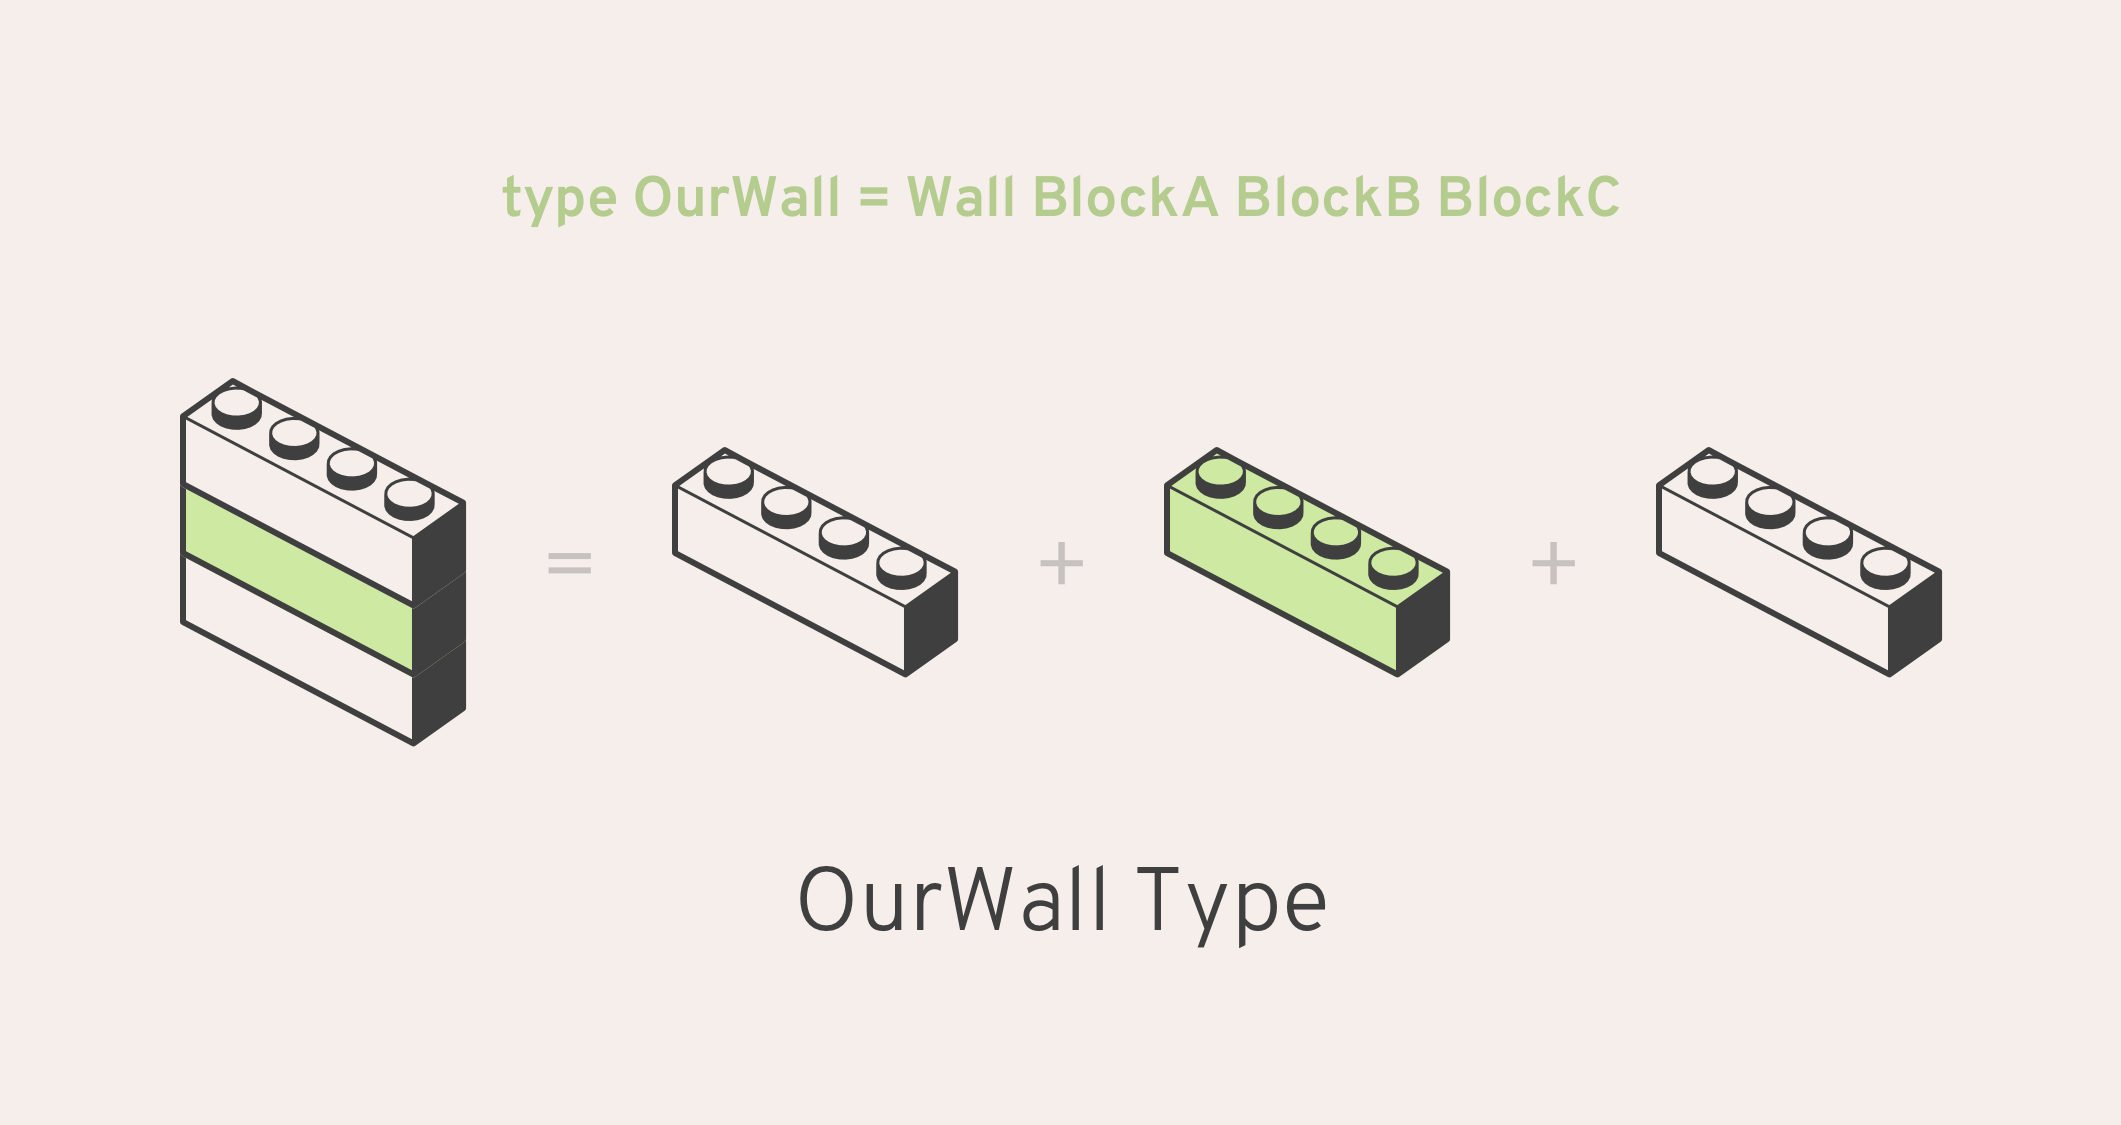 type OurWall = Wall BlockA BlockB BlockC
= + +
OurWall Type